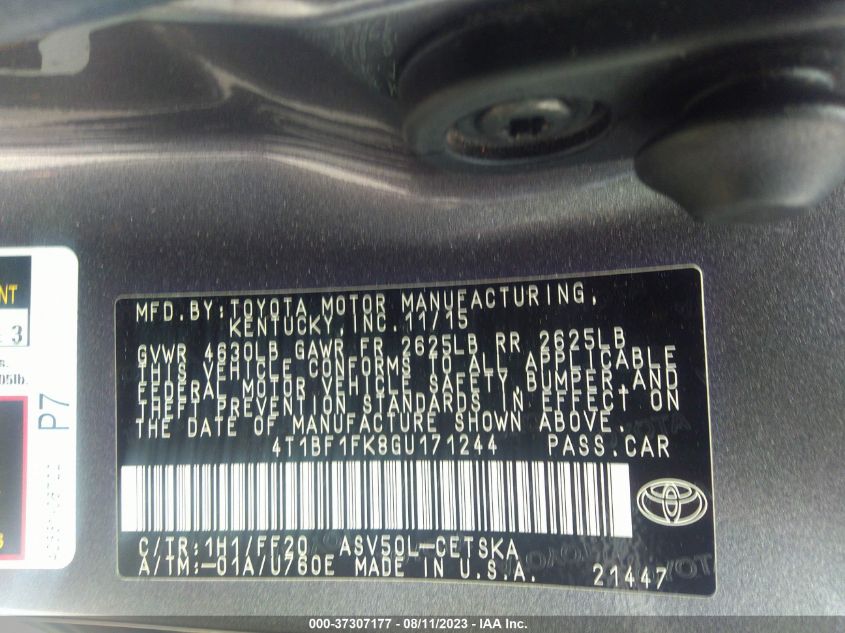 NT
3
s.
05lb.
P7
MFD.BY:TOYOTA MOTOR MANUFACTURING,
KENTUCKY,INC.11/15
GVWR 4630LB GAWR FR 2625LB RR 2625LB
THIS VEHICLE CONFORMS TO ALL APPLICABLE
FEDERAL MOTOR VEHICLE SAFETY,BUMPER,AND
THEFT PREVENTION STANDARDS IN EFFECT ON
THE DATE OF MANUFACTURE SHOWN ABOVE.
4T1BF1FK8GU171244 PASS.CAR
C/TR:1H1/FF20 ASV50L-CETSKA
A/TM:-01A/U760E MADE IN U.S.A. 21447
000-37307177 - 08/11/2023 - IAA Inc.